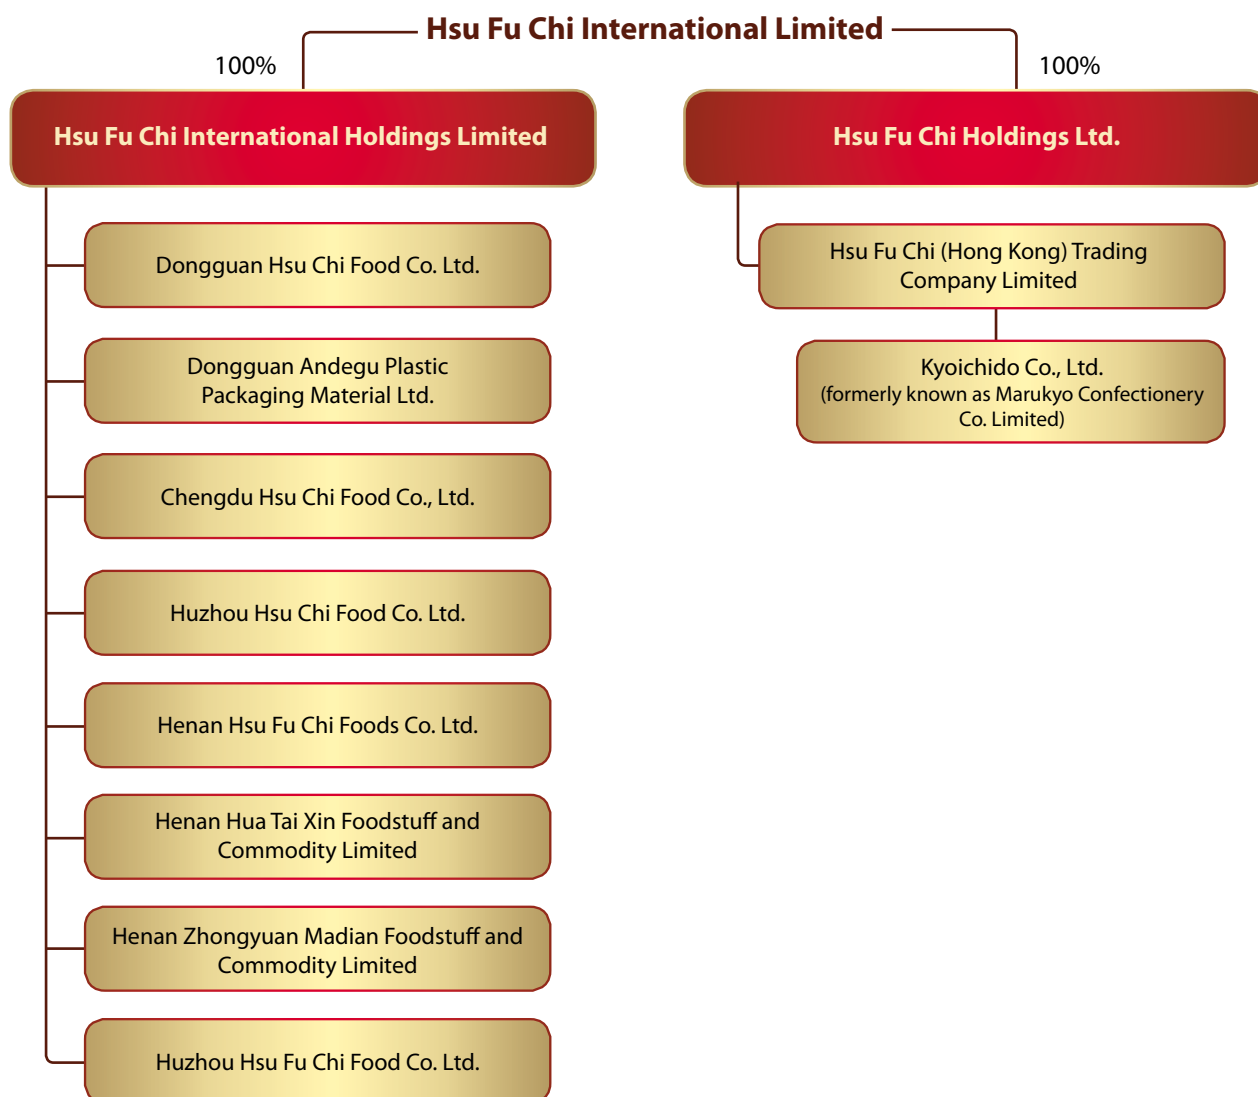 Hsu Fu Chi International Limited
100%
100%
Hsu Fu Chi International Holdings Limited
Hsu Fu Chi Holdings Ltd.
Dongguan Hsu Chi Food Co. Ltd.
Dongguan Andegu Plastic
Packaging Material Ltd.
Chengdu Hsu Chi Food Co., Ltd.
Huzhou Hsu Chi Food Co. Ltd.
Henan Hsu Fu Chi Foods Co. Ltd.
Henan Hua Tai Xin Foodstuff and
Commodity Limited
Henan Zhongyuan Madian Foodstuff and
Commodity Limited
Huzhou Hsu Fu Chi Food Co. Ltd.
Hsu Fu Chi (Hong Kong) Trading
Company Limited
Kyoichido Co., Ltd.
(formerly known as Marukyo Confectionery
Co. Limited)